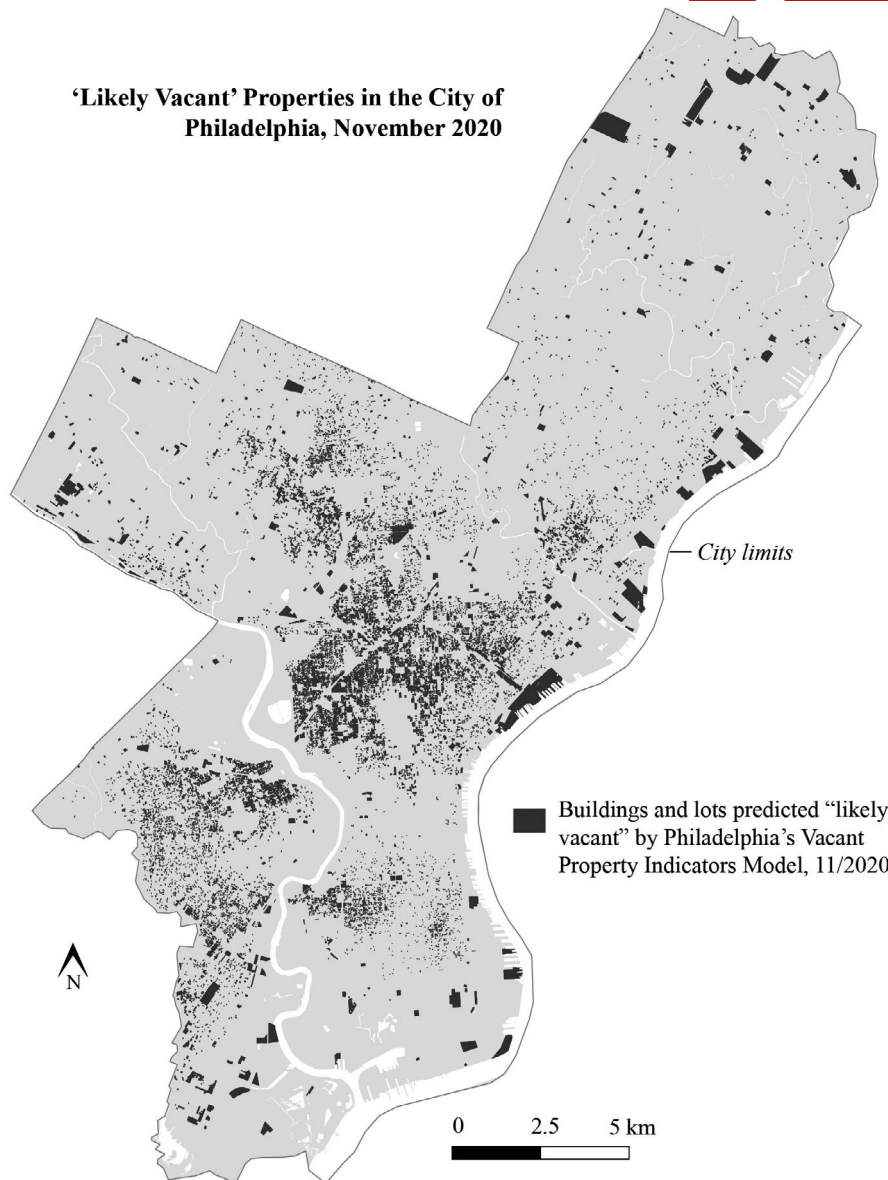 ‘Likely Vacant’ Properties in the City of
Philadelphia, November 2020
City limits
Buildings and lots predicted “likely
vacant” by Philadelphia’s Vacant
Property Indicators Model, 11/2020
N
0 2.5 5 km